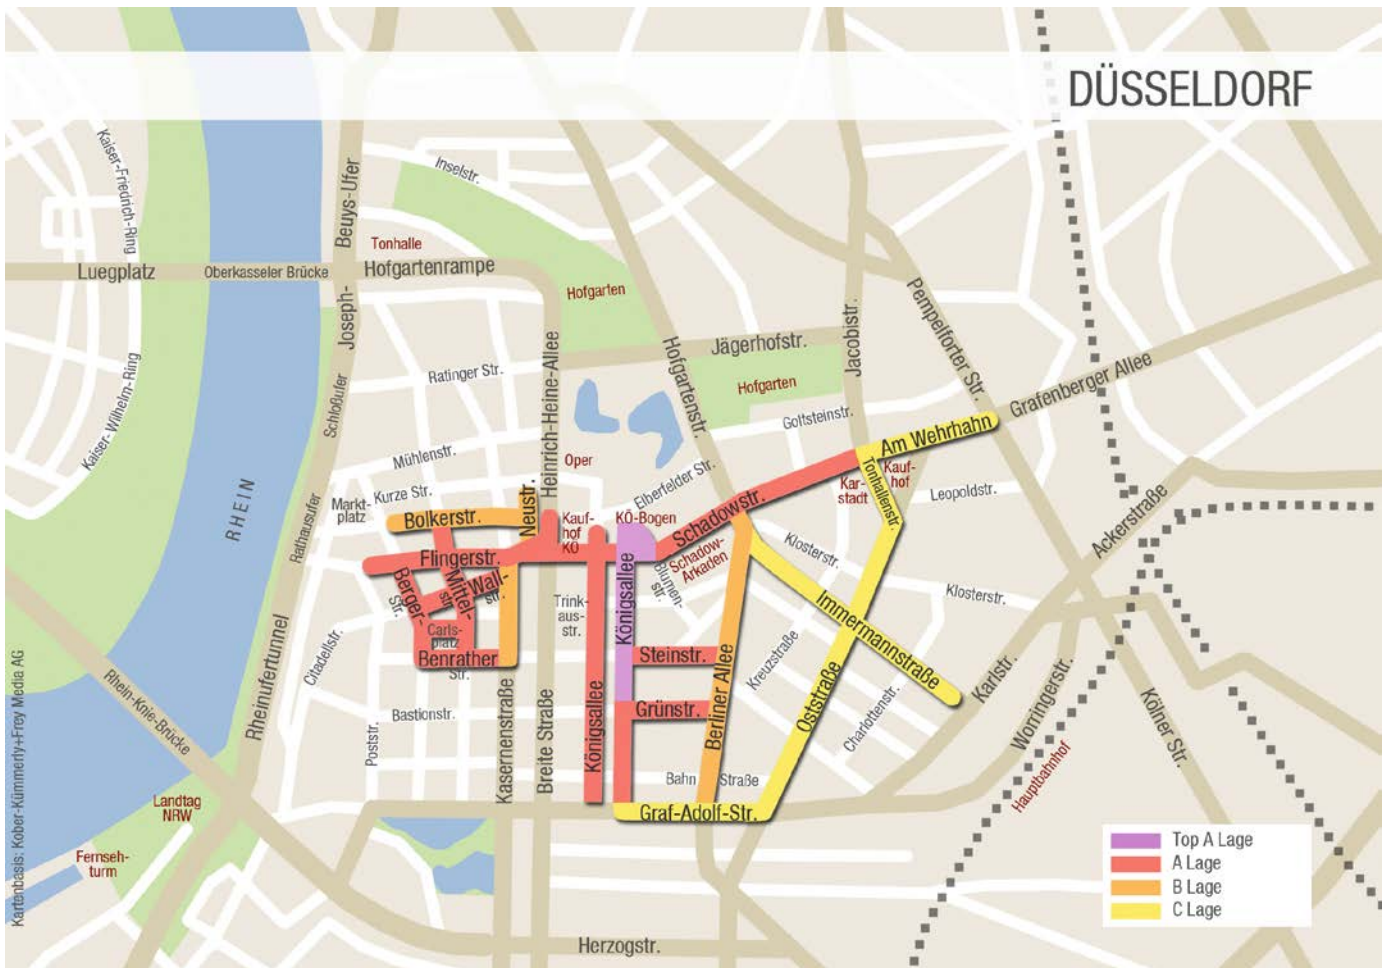 DÜSSELDORF
Kaiser-Friedrich-Ring
Beuys-Ufer
Inselstr.
Tonhalle
Luegplatz
Oberkasseler Brücke
Hofgartenrampe
Hofgarten
Joseph-
Pempelforter Str.
Jacobistr.
Jägerhofstr.
Hofgartenstr.
Heinrich-Heine-Allee
Grafenberger Allee
Ratinger Str.
Hofgarten
Schloßufer
Kaiser-Wilhelm-Ring
Goltsteinstr.
Am Wehrhahn
Mühlenstr.
Oper
Elberfelder Str.
Tonhallenstr.
Kauf-
hof
Kar-
stadt
Leopoldstr.
Kurze Str.
Markt-
platz
Neustr.
Bolkerstr.
Kauf-
hof
KÖ
KÖ-Bogen
Schadowstr.
RHEIN
Rathausufer
Ackerstraße
Flingerstr.
Schadow-
Arkaden
Klosterstr.
Klosterstr.
Berger-
Str.
Mittel-
str.
Wall-
str.
Königsallee
Blumen-
str.
Trink-
aus-
str.
Immermannstraße
Carls-
platz
Benrather
Str.
Steinstr.
Citadellstr.
Rheinufertunnel
Kreuzstraße
Berliner Allee
Oststraße
Karlstr.
Worringerstr.
Kölner Str.
Rhein-Knie-Brücke
Bastionstr.
Grünstr.
Charlottenstr.
Poststr.
Kasernenstraße
Breite Straße
Königsallee
Bahn
Straße
Hauptbahnhof
Landtag
NRW
Graf-Adolf-Str.
Fernseh-
turm
Herzogstr.
Top A Lage
A Lage
B Lage
C Lage
Kartenbasis: Kober-Kümmerly+Frey Media AG